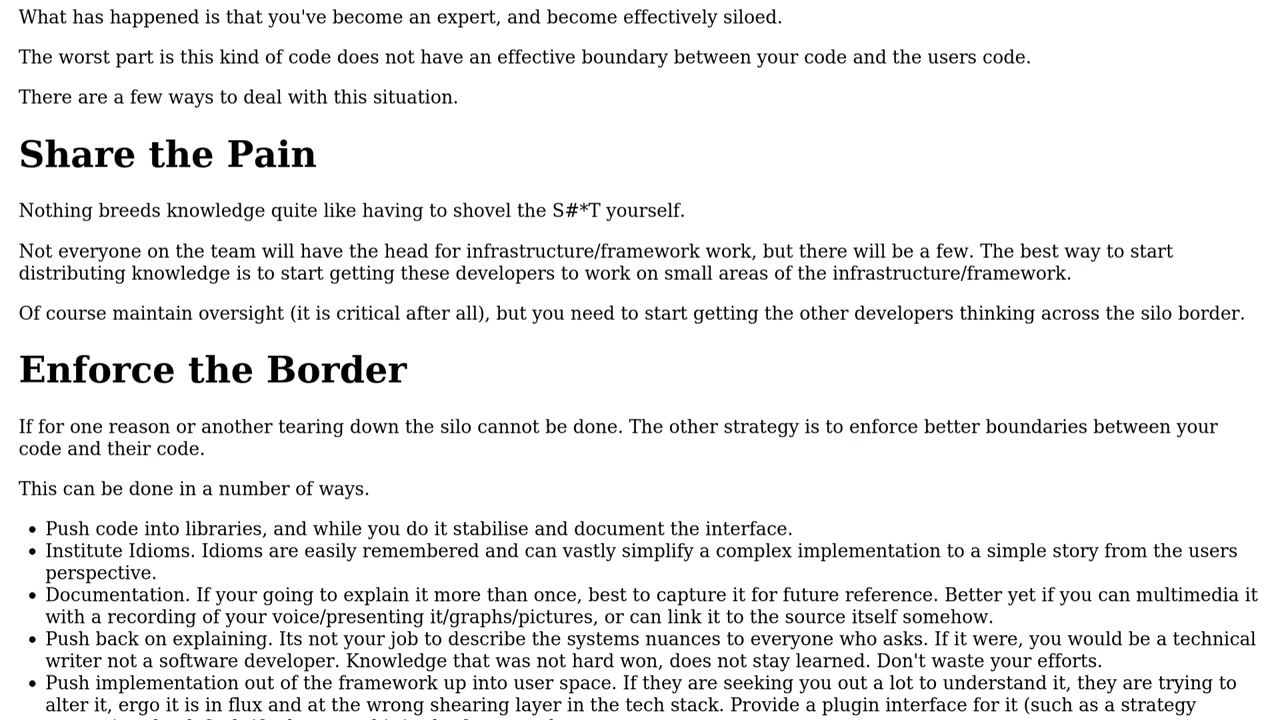 What has happened is that you've become an expert, and become effectively siloed.
The worst part is this kind of code does not have an effective boundary between your code and the users code.
There are a few ways to deal with this situation.
Share the Pain
Nothing breeds knowledge quite like having to shovel the S#*T yourself.
Not everyone on the team will have the head for infrastructure/framework work, but there will be a few. The best way to start
distributing knowledge is to start getting these developers to work on small areas of the infrastructure/framework.
Of course maintain oversight (it is critical after all), but you need to start getting the other developers thinking across the silo border.
Enforce the Border
If for one reason or another tearing down the silo cannot be done. The other strategy is to enforce better boundaries between your
code and their code.
This can be done in a number of ways.
• Push code into libraries, and while you do it stabilise and document the interface.
• Institute Idioms. Idioms are easily remembered and can vastly simplify a complex implementation to a simple story from the users
perspective.
• Documentation. If your going to explain it more than once, best to capture it for future reference. Better yet if you can multimedia it
with a recording of your voice/presenting it/graphs/pictures, or can link it to the source itself somehow.
• Push back on explaining. Its not your job to describe the systems nuances to everyone who asks. If it were, you would be a technical
writer not a software developer. Knowledge that was not hard won, does not stay learned. Don't waste your efforts.
• Push implementation out of the framework up into user space. If they are seeking you out a lot to understand it, they are trying to
alter it, ergo it is in flux and at the wrong shearing layer in the tech stack. Provide a plugin interface for it (such as a strategy